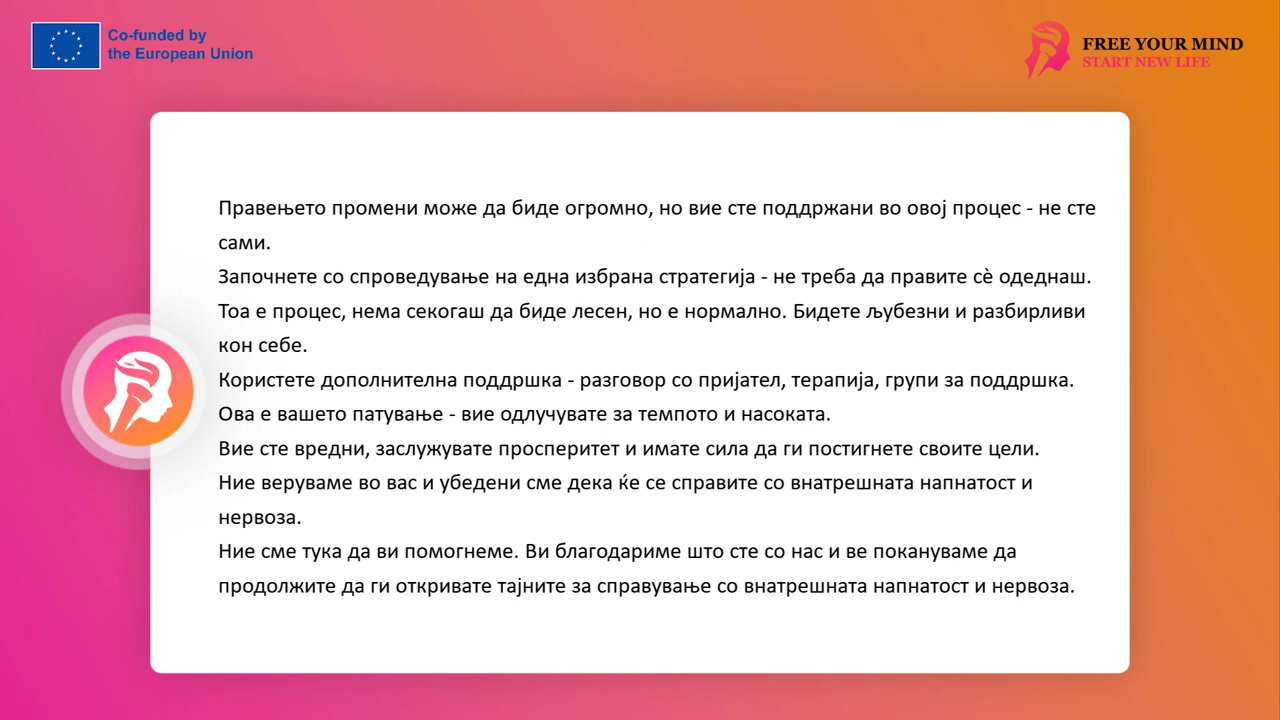 Co-funded by
the European Union
FREE YOUR MIND
START NEW LIFE
Правењето промени може да биде огромно, но вие сте поддржани во овој процес - не сте
сами.
Започнете со спроведување на една избрана стратегија - не треба да правите сѐ одеднаш.
Тоа е процес, нема секогаш да биде лесен, но е нормално. Бидете љубезни и разбирливи
кон себе.
Користете дополнителна поддршка - разговор со пријател, терапија, групи за поддршка.
Ова е вашето патување - вие одлучувате за темпото и насоката.
Вие сте вредни, заслужувате просперитет и имате сила да ги постигнете своите цели.
Ние веруваме во вас и убедени сме дека ќе се справите со внатрешната напнатост и
нервоза.
Ние сме тука да ви помогнеме. Ви благодариме што сте со нас и ве покануваме да
продолжите да ги откривате тајните за справување со внатрешната напнатост и нервоза.